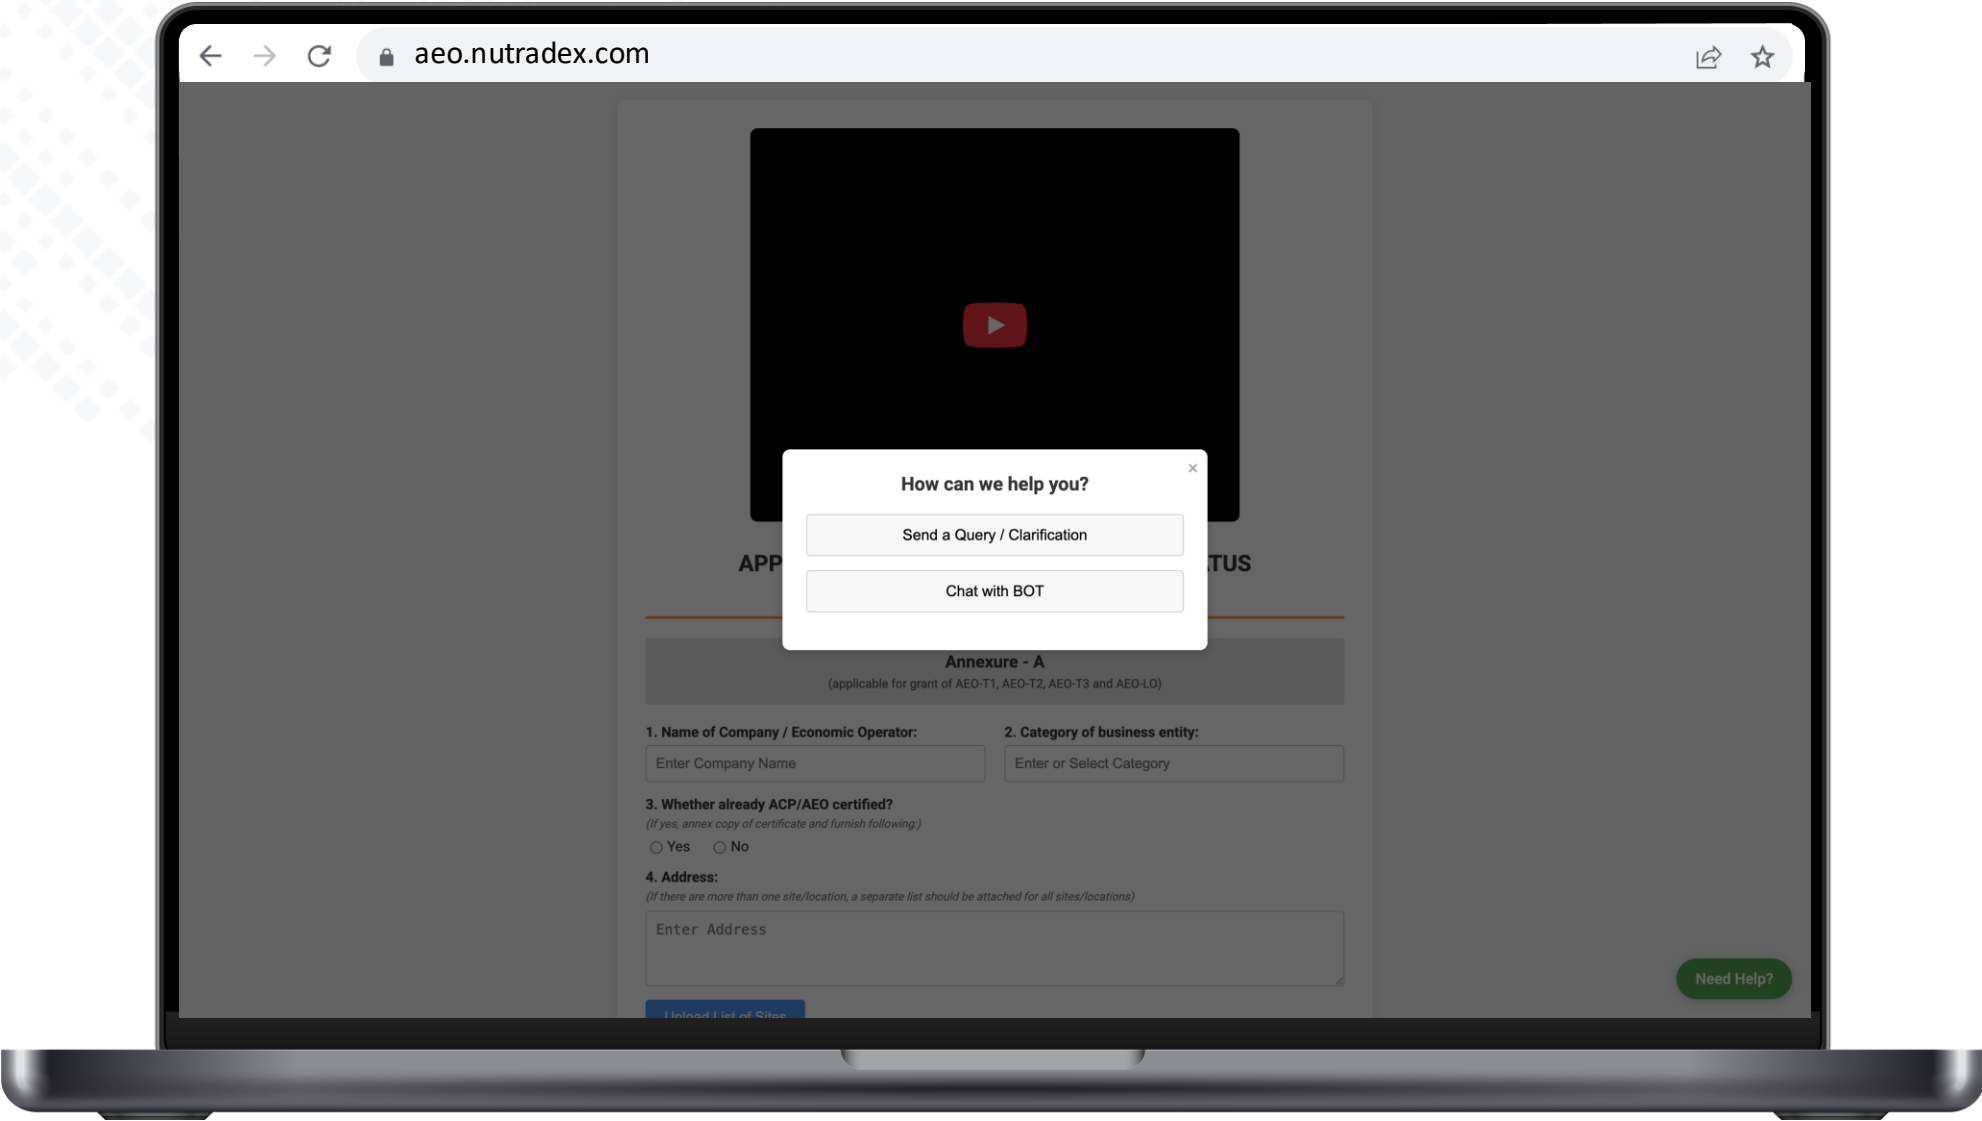 aeo.nutradex.com
How can we help you?
×
Send a Query / Clarification
APP TUS
Chat with BOT
Annexure - A
(applicable for grant of AEO-T1, AEO-T2, AEO-T3 and AEO-LO)
1. Name of Company / Economic Operator:
2. Category of business entity:
Enter Company Name
Enter or Select Category
3. Whether already ACP/AEO certified?
(If yes, annex copy of certificate and furnish following:)
Yes No
4. Address:
(If there are more than one site/location, a separate list should be attached for all sites/locations)
Enter Address
Need Help?
Upload List of Sites